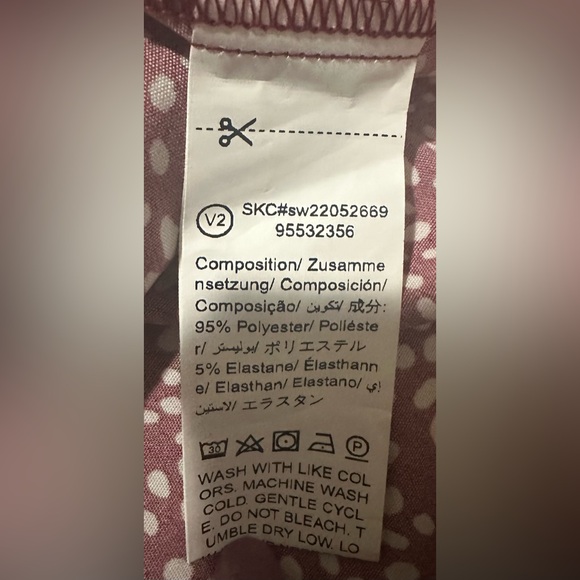 V2 SKC#sw22052669
95532356
Composition/ Zusamme
nsetzung/ Composición/
Composição/ تكوين/ 成分:
95% Polyester/ Poliéste
r/ بوليستر/ ポリエステル
5% Elastane/ Élasthann
e/ Elasthan/ Elastano/ إي
لاستين/ エラスタン
30 P
WASH WITH LIKE COL
ORS. MACHINE WASH
COLD. GENTLE CYCL
E. DO NOT BLEACH. T
UMBLE DRY LOW. LO